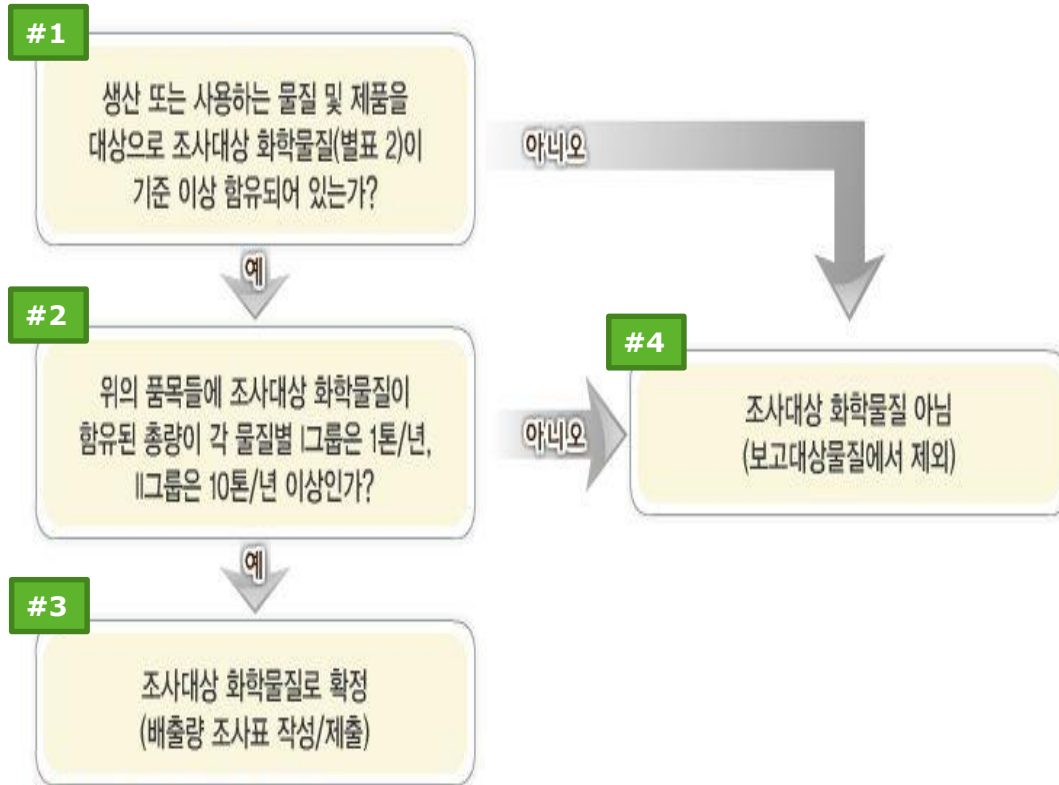 #1
생산 또는 사용하는 물질 및 제품을
대상으로 조사대상 화학물질(별표 2)이
기준 이상 함유되어 있는가?
아니오
예
#2
위의 품목들에 조사대상 화학물질이
함유된 총량이 각 물질별 Ⅰ그룹은 1톤/년,
Ⅱ그룹은 10톤/년 이상인가?
아니오
#4
조사대상 화학물질 아님
(보고대상물질에서 제외)
예
#3
조사대상 화학물질로 확정
(배출량 조사표 작성/제출)